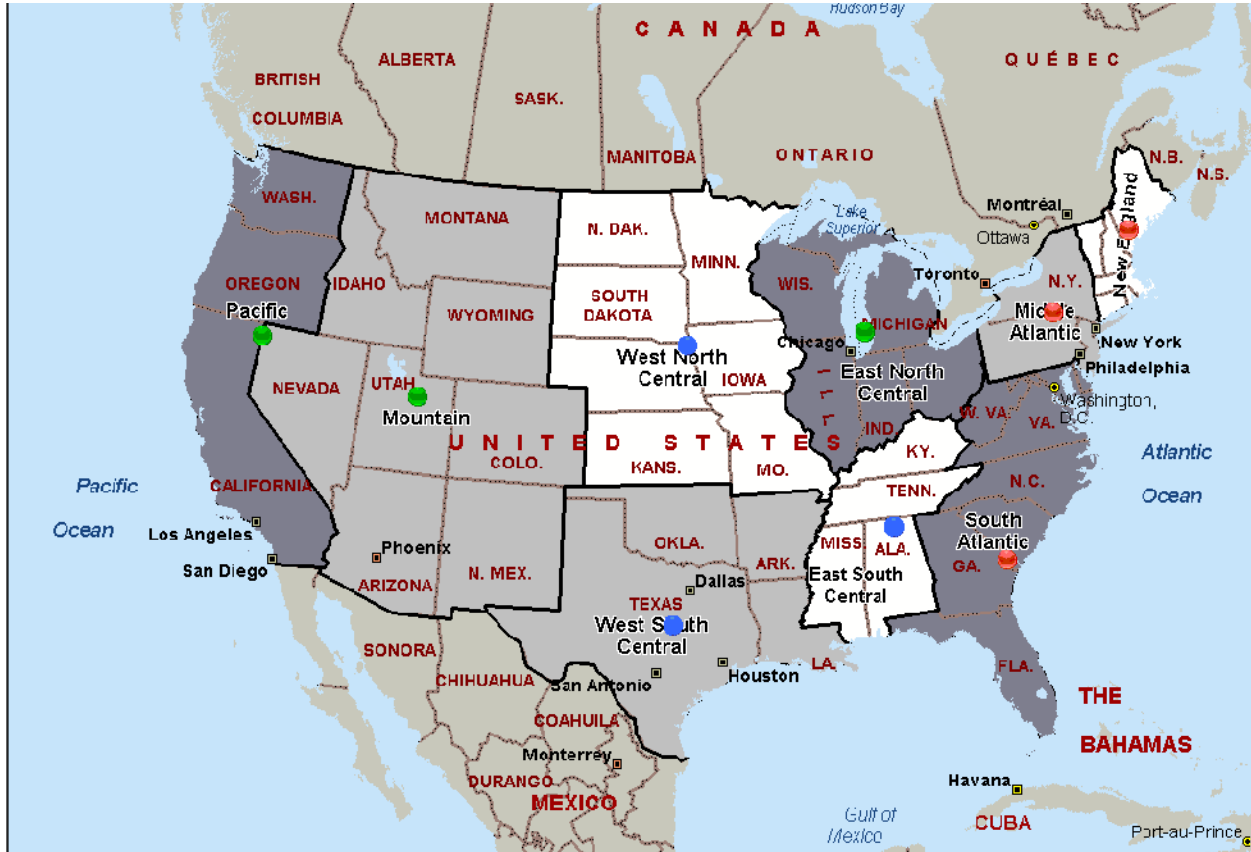 Hudson Bay
CANADA
QUÉBEC
ALBERTA
BRITISH
COLUMBIA
SASK.
MANITOBA
ONTARIO
N.B.
N.S.
WASH.
MONTANA
N. DAK.
MINN.
Lake
Superior
Montréal
Ottawa
New England
OREGON
IDAHO
Pacific
WYOMING
SOUTH
DAKOTA
WIS.
Toronto
N.Y.
MICHIGAN
Middle
Atlantic
Chicago
New York
Philadelphia
West North
Central
IOWA
East North
Central
NEVADA
UTAH
Mountain
Washington,
D.C.
W. VA.
VA.
ILL
IND.
UNITED STATES
COLO.
KANS.
MO.
KY.
Atlantic
Ocean
Pacific
Ocean
CALIFORNIA
TENN.
N.C.
Los Angeles
San Diego
Phoenix
ARIZONA
N. MEX.
OKLA.
ARK.
MISS.
ALA.
South
Atlantic
GA.
East South
Central
Dallas
TEXAS
West South
Central
SONORA
CHIHUAHUA
San Antonio
Houston
LA.
FLA.
THE
BAHAMAS
COAHUILA
Monterrey
DURANGO
MEXICO
Havana
CUBA
Gulf of
Mexico
Port-au-Prince